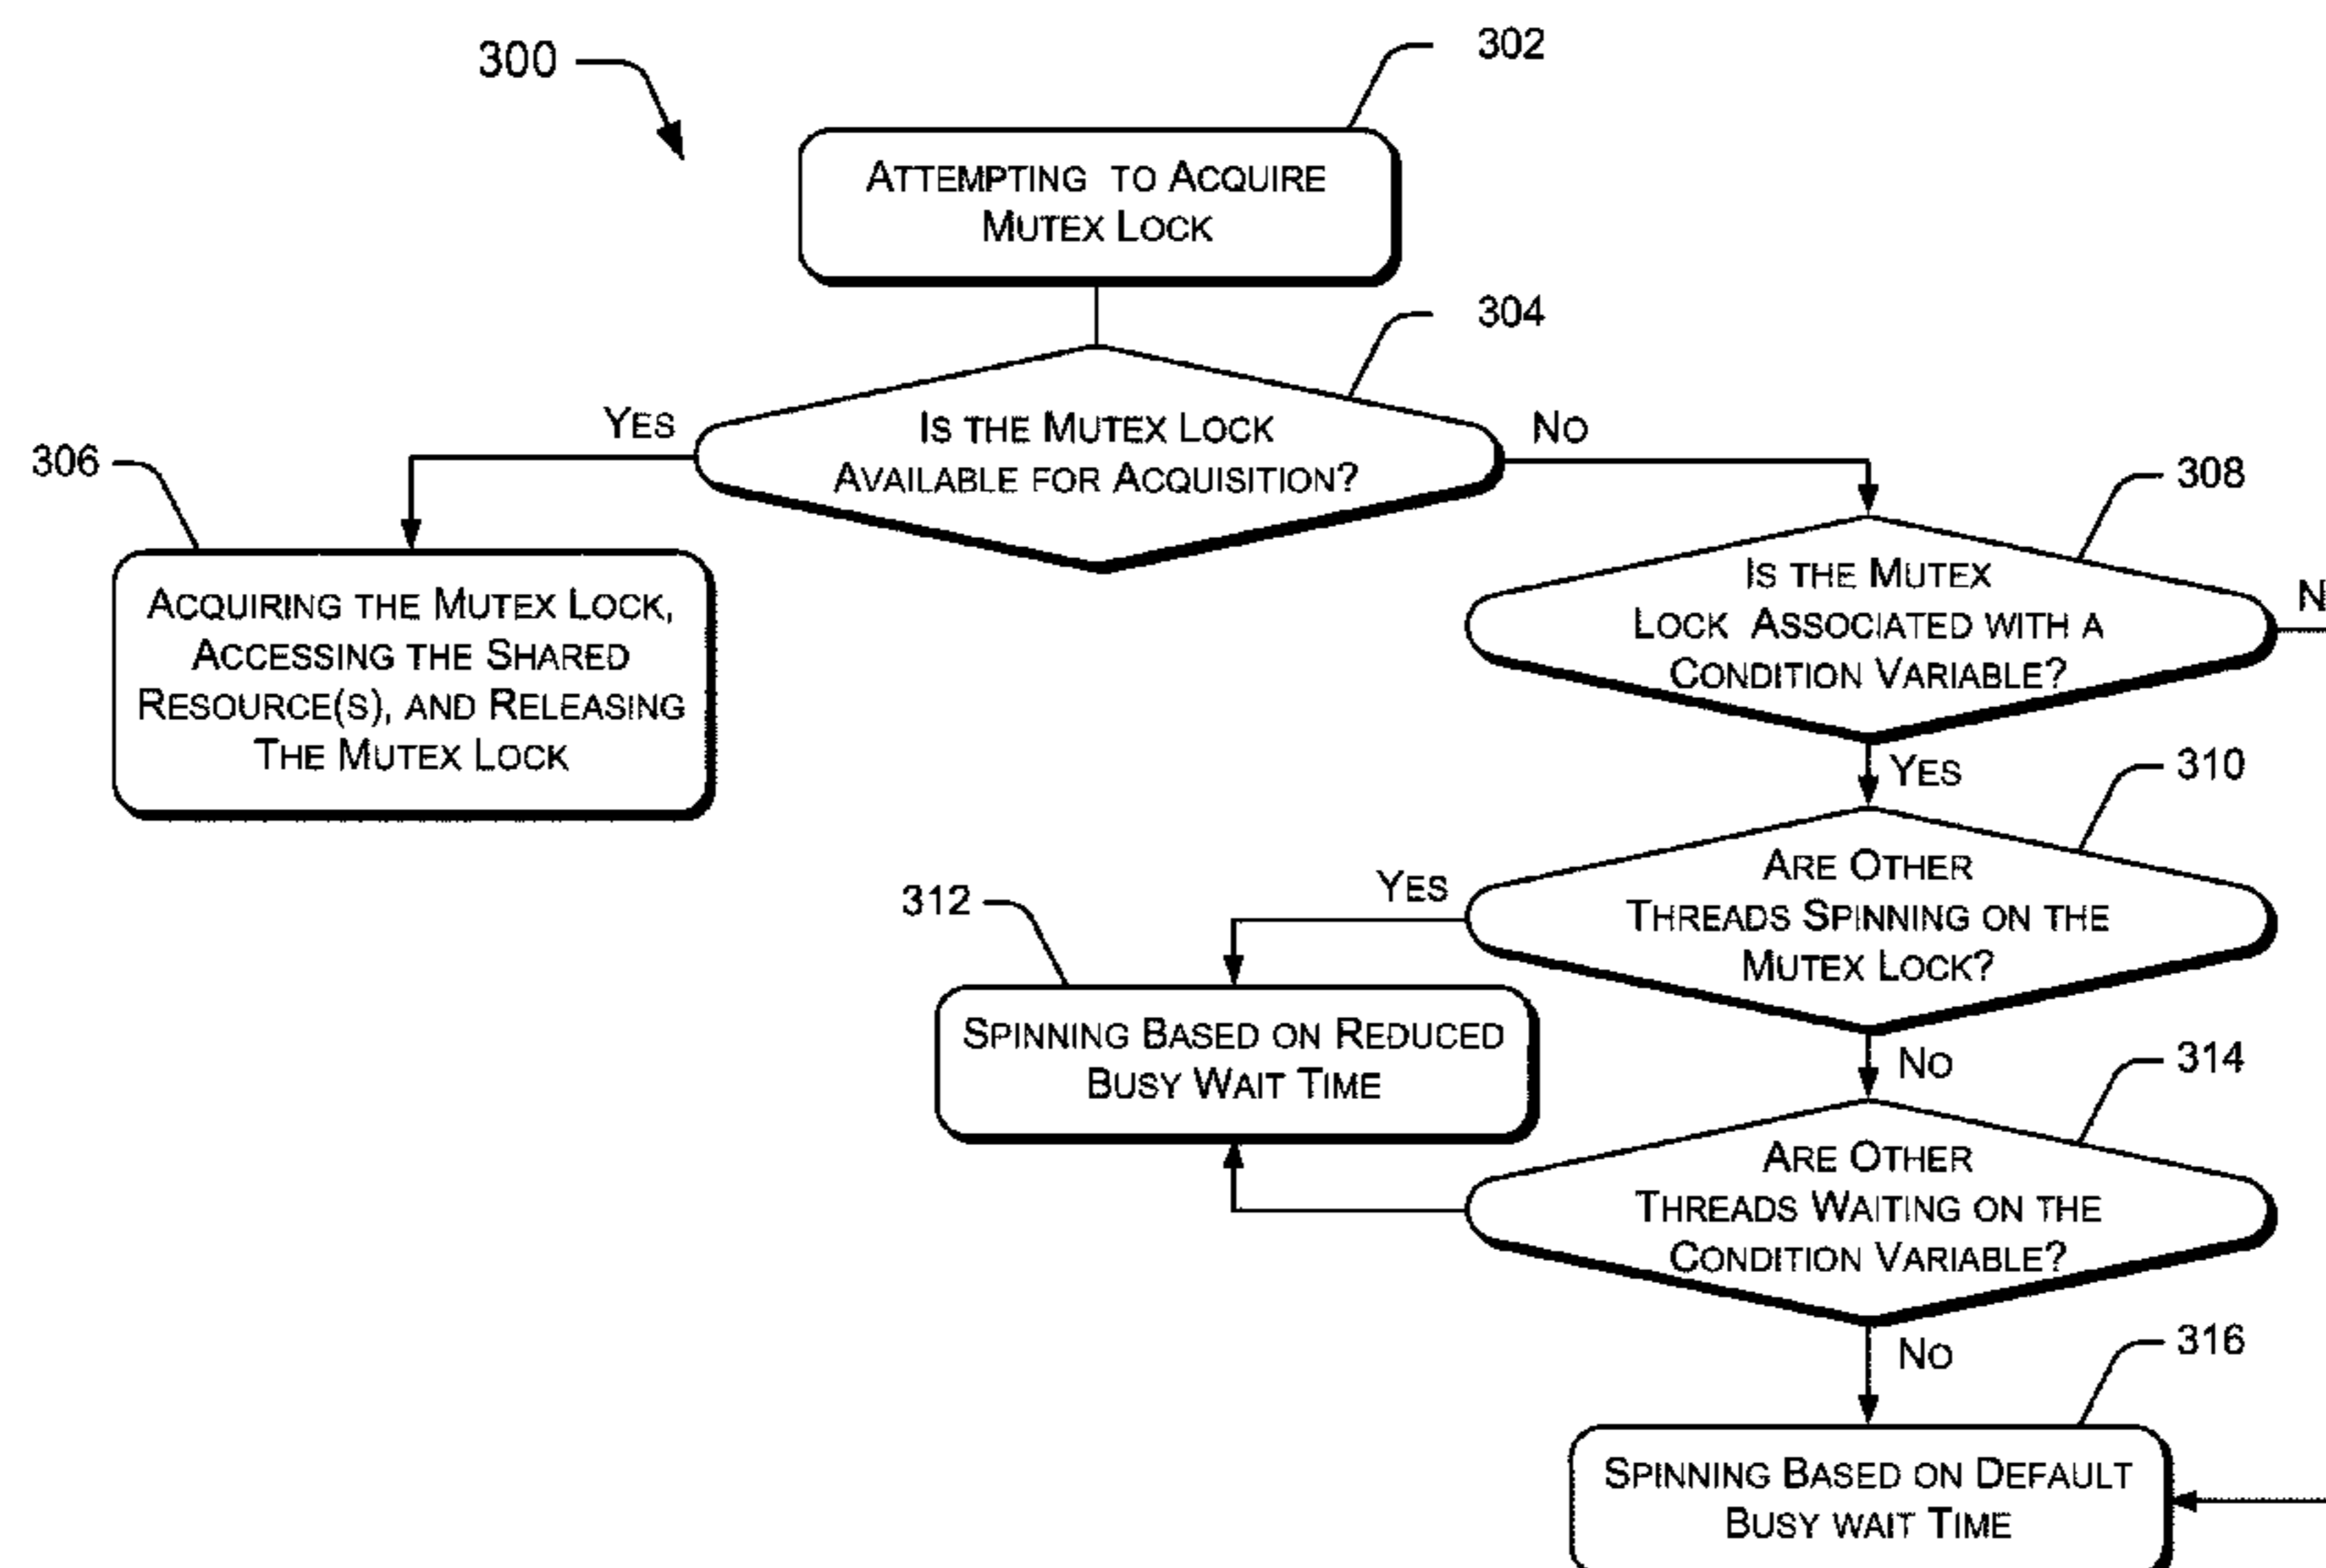 300
302
ATTEMPTING TO ACQUIRE
MUTEX LOCK
304
YES
IS THE MUTEX LOCK
AVAILABLE FOR ACQUISITION?
NO
306
ACQUIRING THE MUTEX LOCK,
ACCESSING THE SHARED
RESOURCE(S), AND RELEASING
THE MUTEX LOCK
308
IS THE MUTEX
LOCK ASSOCIATED WITH A
CONDITION VARIABLE?
YES
310
ARE OTHER
THREADS SPINNING ON THE
MUTEX LOCK?
YES
312
SPINNING BASED ON REDUCED
BUSY WAIT TIME
NO
314
ARE OTHER
THREADS WAITING ON THE
CONDITION VARIABLE?
NO
316
SPINNING BASED ON DEFAULT
BUSY WAIT TIME